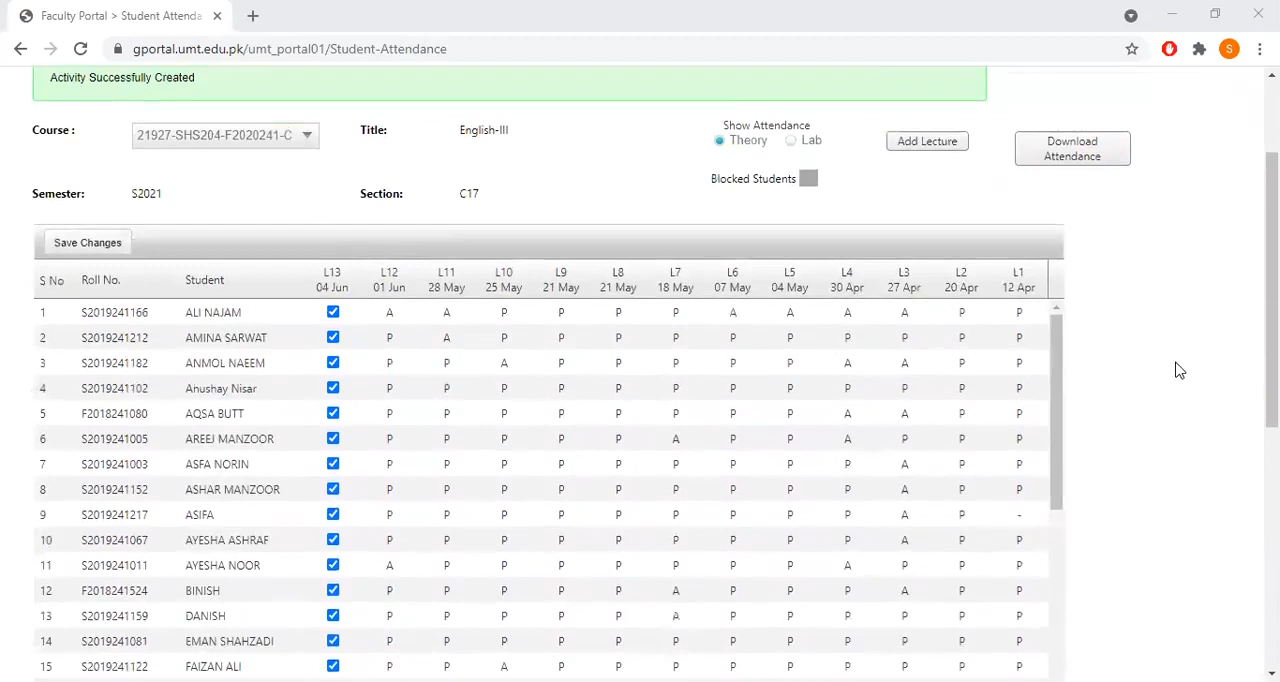 Faculty Portal > Student Attenda
gportal.umt.edu.pk/umt_portal01/Student-Attendance
S
Activity Successfully Created
Course : 21927-SHS204-F2020241-C Title: English-III Show Attendance
Theory Lab
Add Lecture
Download Attendance
Blocked Students
Semester: S2021 Section: C17
Save Changes
S No Roll No. Student L13 L12 L11 L10 L9 L8 L7 L6 L5 L4 L3 L2 L1
04 Jun 01 Jun 28 May 25 May 21 May 21 May 18 May 07 May 04 May 30 Apr 27 Apr 20 Apr 12 Apr
1 S2019241166 ALI NAJAM A A P P P P A A A A P P
2 S2019241212 AMINA SARWAT P A P P P P P P P P P P
3 S2019241182 ANMOL NAEEM P P A P P P P P A A P P
4 S2019241102 Anushay Nisar P P P P P P P P P P P P
5 F2018241080 AQSA BUTT P P P P P P P P A A P P
6 S2019241005 AREEJ MANZOOR P P P P P A P P A P P P
7 S2019241003 ASFA NORIN P P P P P P P P P A P P
8 S2019241152 ASHAR MANZOOR P P P P P P P P P A P P
9 S2019241217 ASIFA P P P P P P P P P A P -
10 S2019241067 AYESHA ASHRAF P P P P P P P P P A P P
11 S2019241011 AYESHA NOOR A P P P P P P P A P P P
12 F2018241524 BINISH P P P P P A P P P A P P
13 S2019241159 DANISH P P P P P A P P P P P P
14 S2019241081 EMAN SHAHZADI P P P P P P P P P P P P
15 S2019241122 FAIZAN ALI P P A P P P P P P P P P